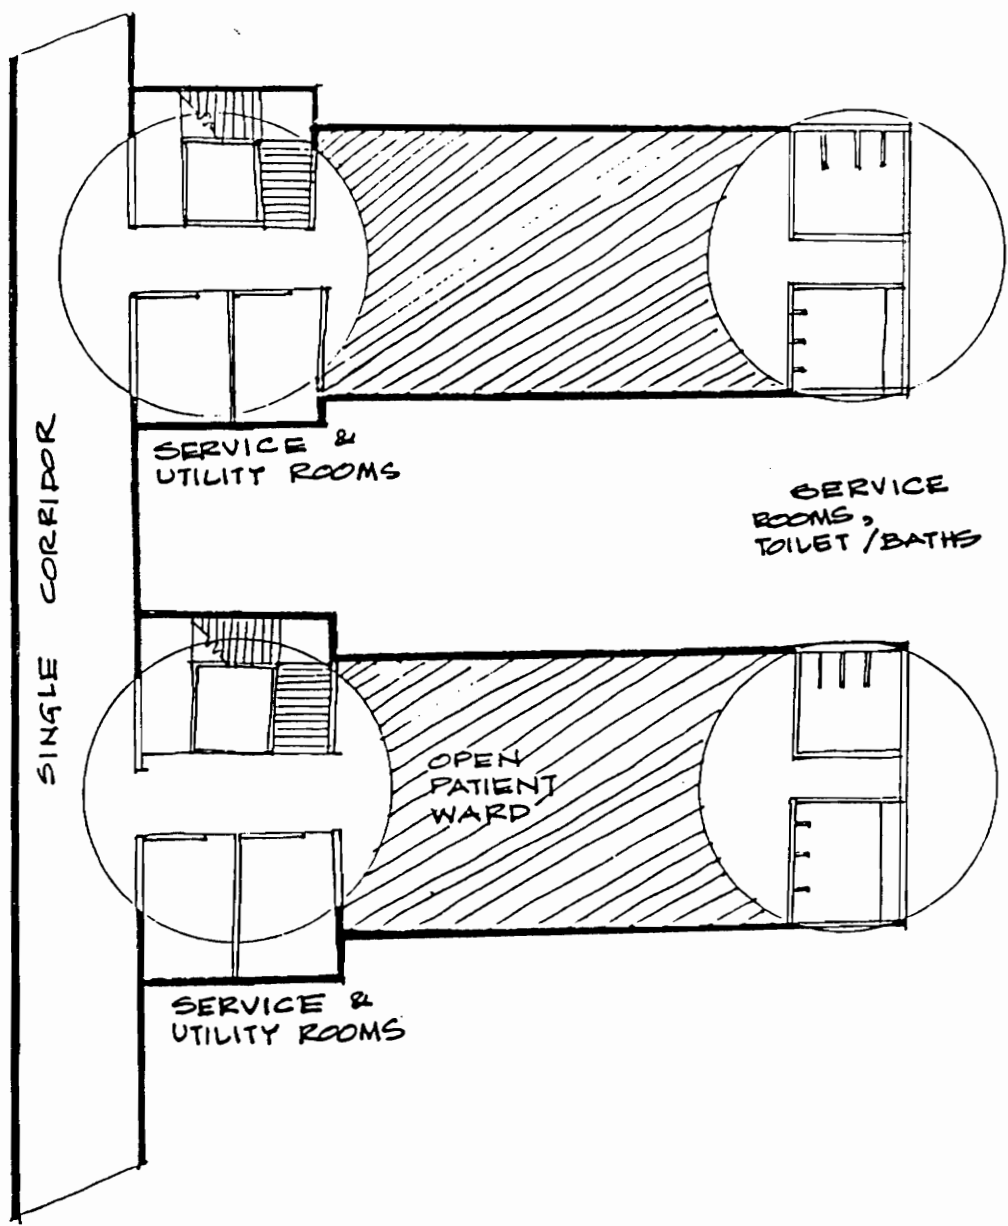 SERVICE &
UTILITY ROOMS
SERVICE
ROOMS,
TOILET/BATHS
SINGLE CORRIDOR
OPEN
PATIENT
WARD
SERVICE &
UTILITY ROOMS